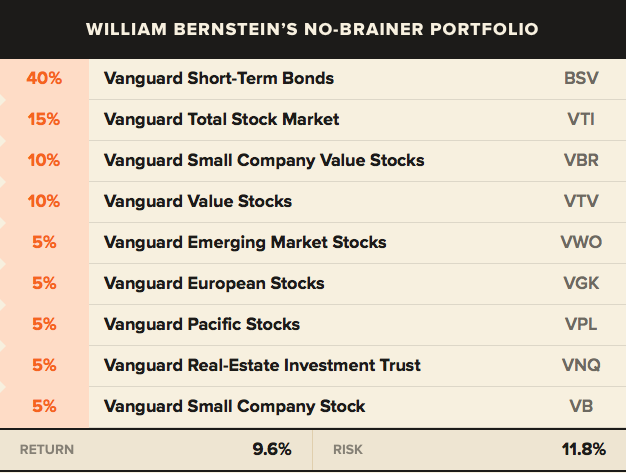 WILLIAM BERNSTEIN’S NO-BRAINER PORTFOLIO
40% Vanguard Short-Term Bonds BSV
15% Vanguard Total Stock Market VTI
10% Vanguard Small Company Value Stocks VBR
10% Vanguard Value Stocks VTV
5% Vanguard Emerging Market Stocks VWO
5% Vanguard European Stocks VGK
5% Vanguard Pacific Stocks VPL
5% Vanguard Real-Estate Investment Trust VNQ
5% Vanguard Small Company Stock VB
RETURN 9.6% RISK 11.8%